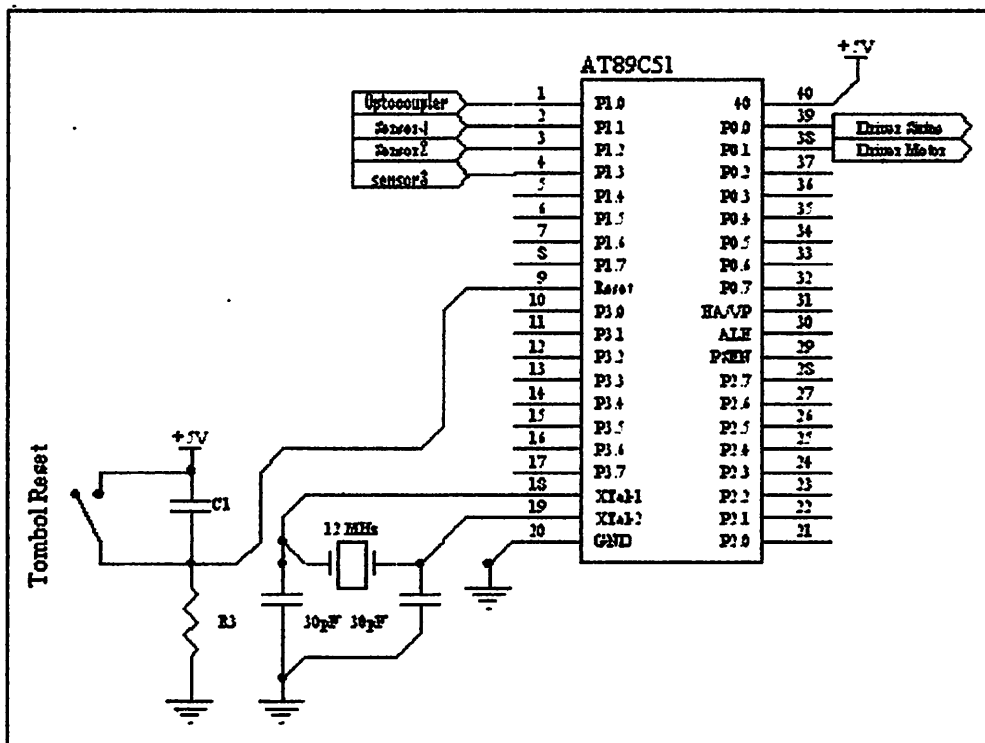 +5V
AT89C51
Optocoupler 1 P1.0 40 40
Sensor1 2 P1.1 P0.0 39 Driver
Sensor2 3 P1.2 P0.1 38 Driver Motor
sensor3 4 P1.3 P0.2 37
5 P1.4 P0.3 36
6 P1.5 P0.4 35
7 P1.6 P0.5 34
8 P1.7 P0.6 33
9 Reset P0.7 32
10 P3.0 EA/VP 31
11 P3.1 ALE 30
12 P3.2 PSEN 29
13 P3.3 P2.7 28
14 P3.4 P2.6 27
15 P3.5 P2.5 26
16 P3.6 P2.4 25
17 P3.7 P2.3 24
18 XTal1 P2.2 23
19 XTal2 P2.1 22
20 GND P2.0 21
Tombol Reset
+5V
C1
12 MHz
R3
30pF 30pF